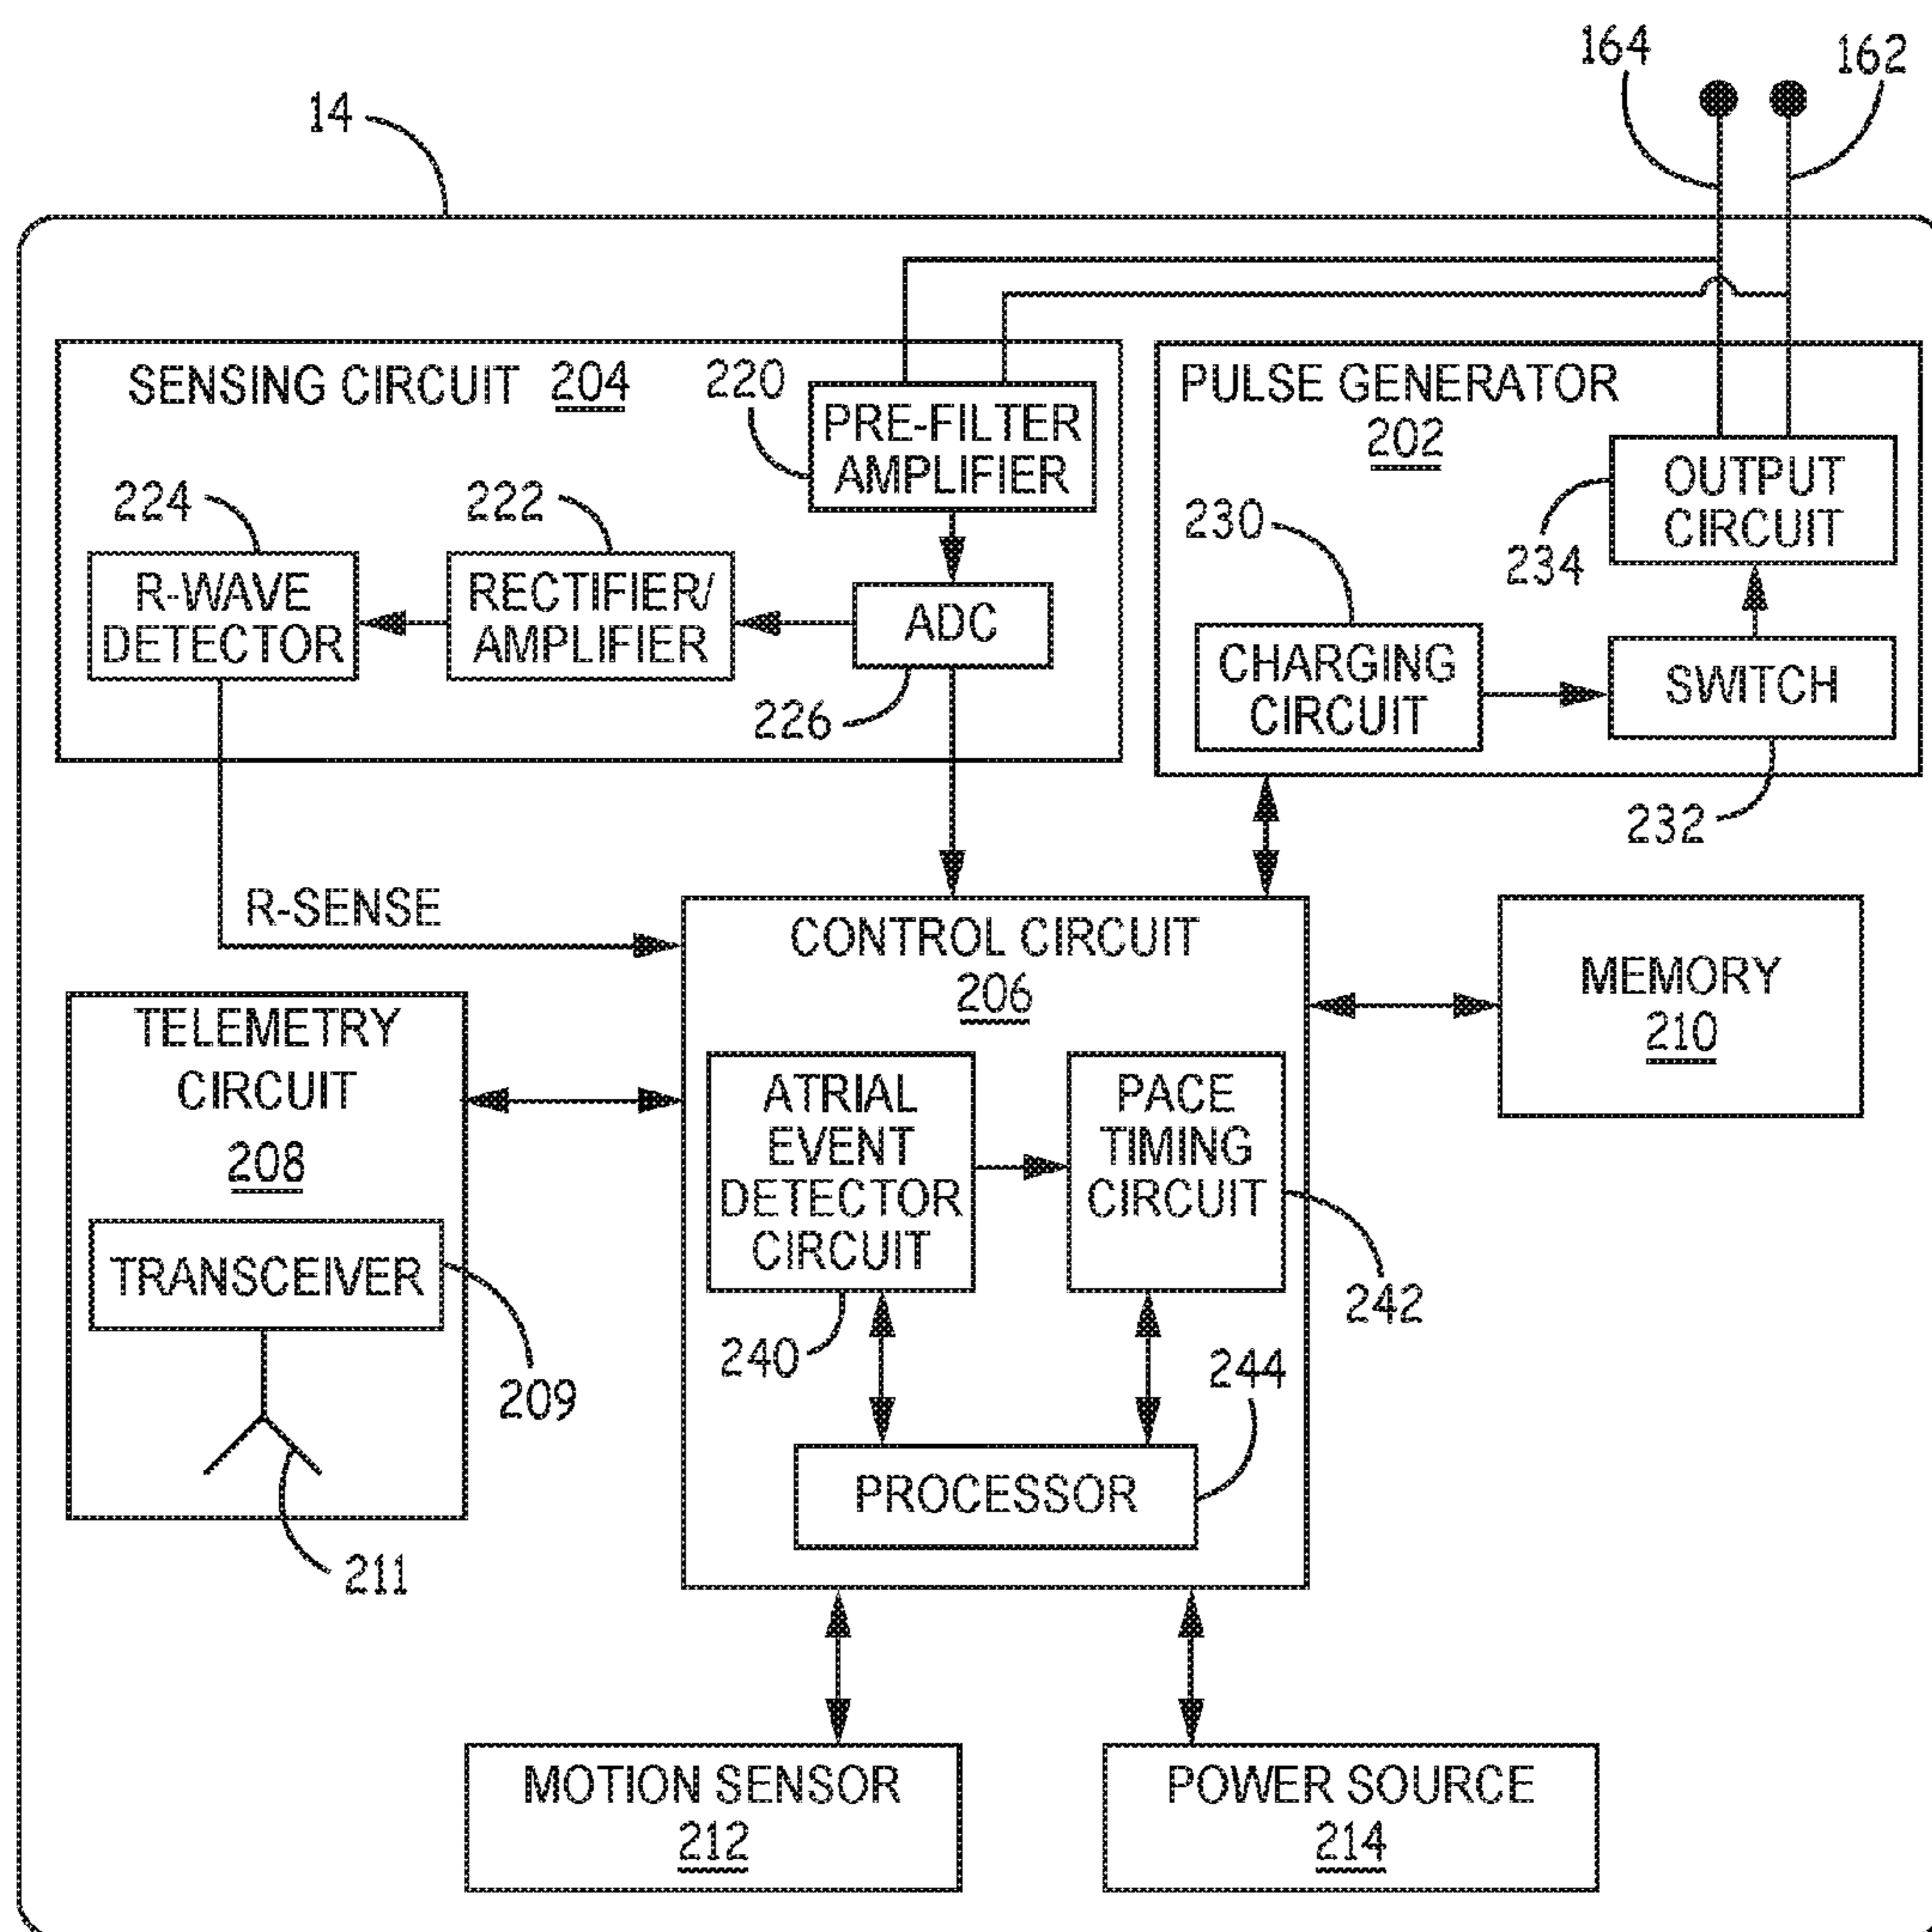 164
162
14
SENSING CIRCUIT 204
220
PRE-FILTER
AMPLIFIER
224
222
R-WAVE
DETECTOR
RECTIFIER/
AMPLIFIER
ADC
226
PULSE GENERATOR
202
OUTPUT
CIRCUIT
234
230
CHARGING
CIRCUIT
SWITCH
232
R-SENSE
CONTROL CIRCUIT
206
MEMORY
210
TELEMETRY
CIRCUIT
208
TRANSCEIVER
209
211
ATRIAL
EVENT
DETECTOR
CIRCUIT
240
PACE
TIMING
CIRCUIT
242
244
PROCESSOR
MOTION SENSOR
212
POWER SOURCE
214